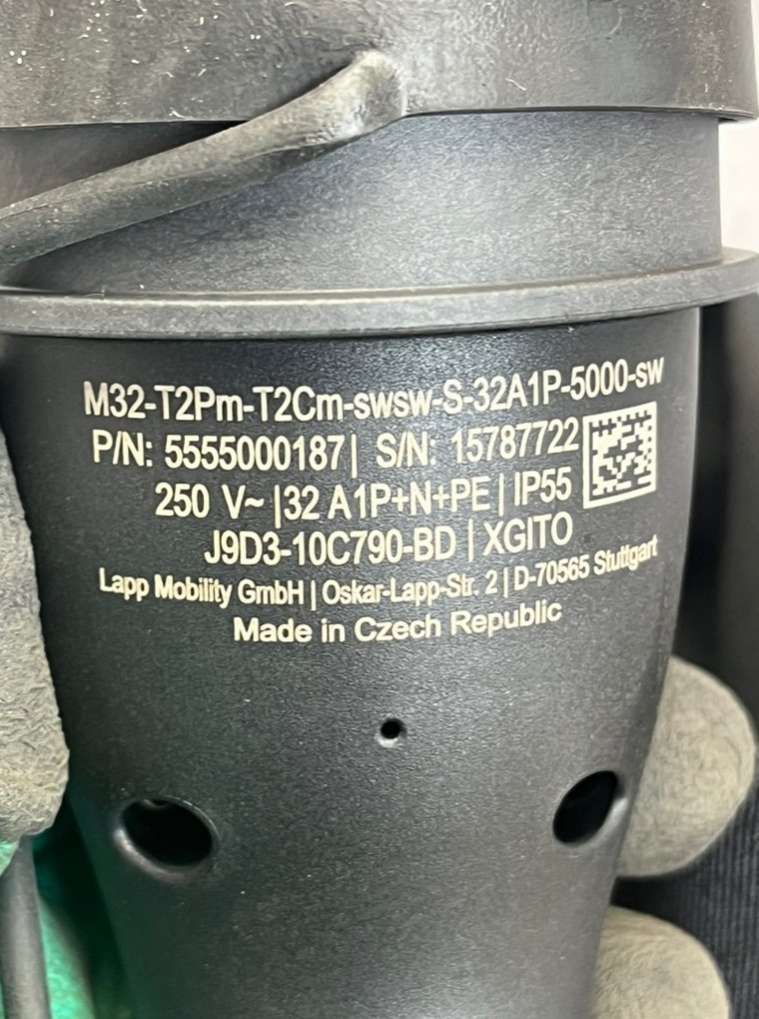 M32-T2Pm-T2Cm-swsw-S-32A1P-5000-sw
P/N: 5555000187| S/N: 15787722
250 V~ |32 A1P+N+PE | IP55
J9D3-10C790-BD | XGITO
Lapp Mobility GmbH | Oskar-Lapp-Str. 2 | D-70565 Stuttgart
Made in Czech Republic